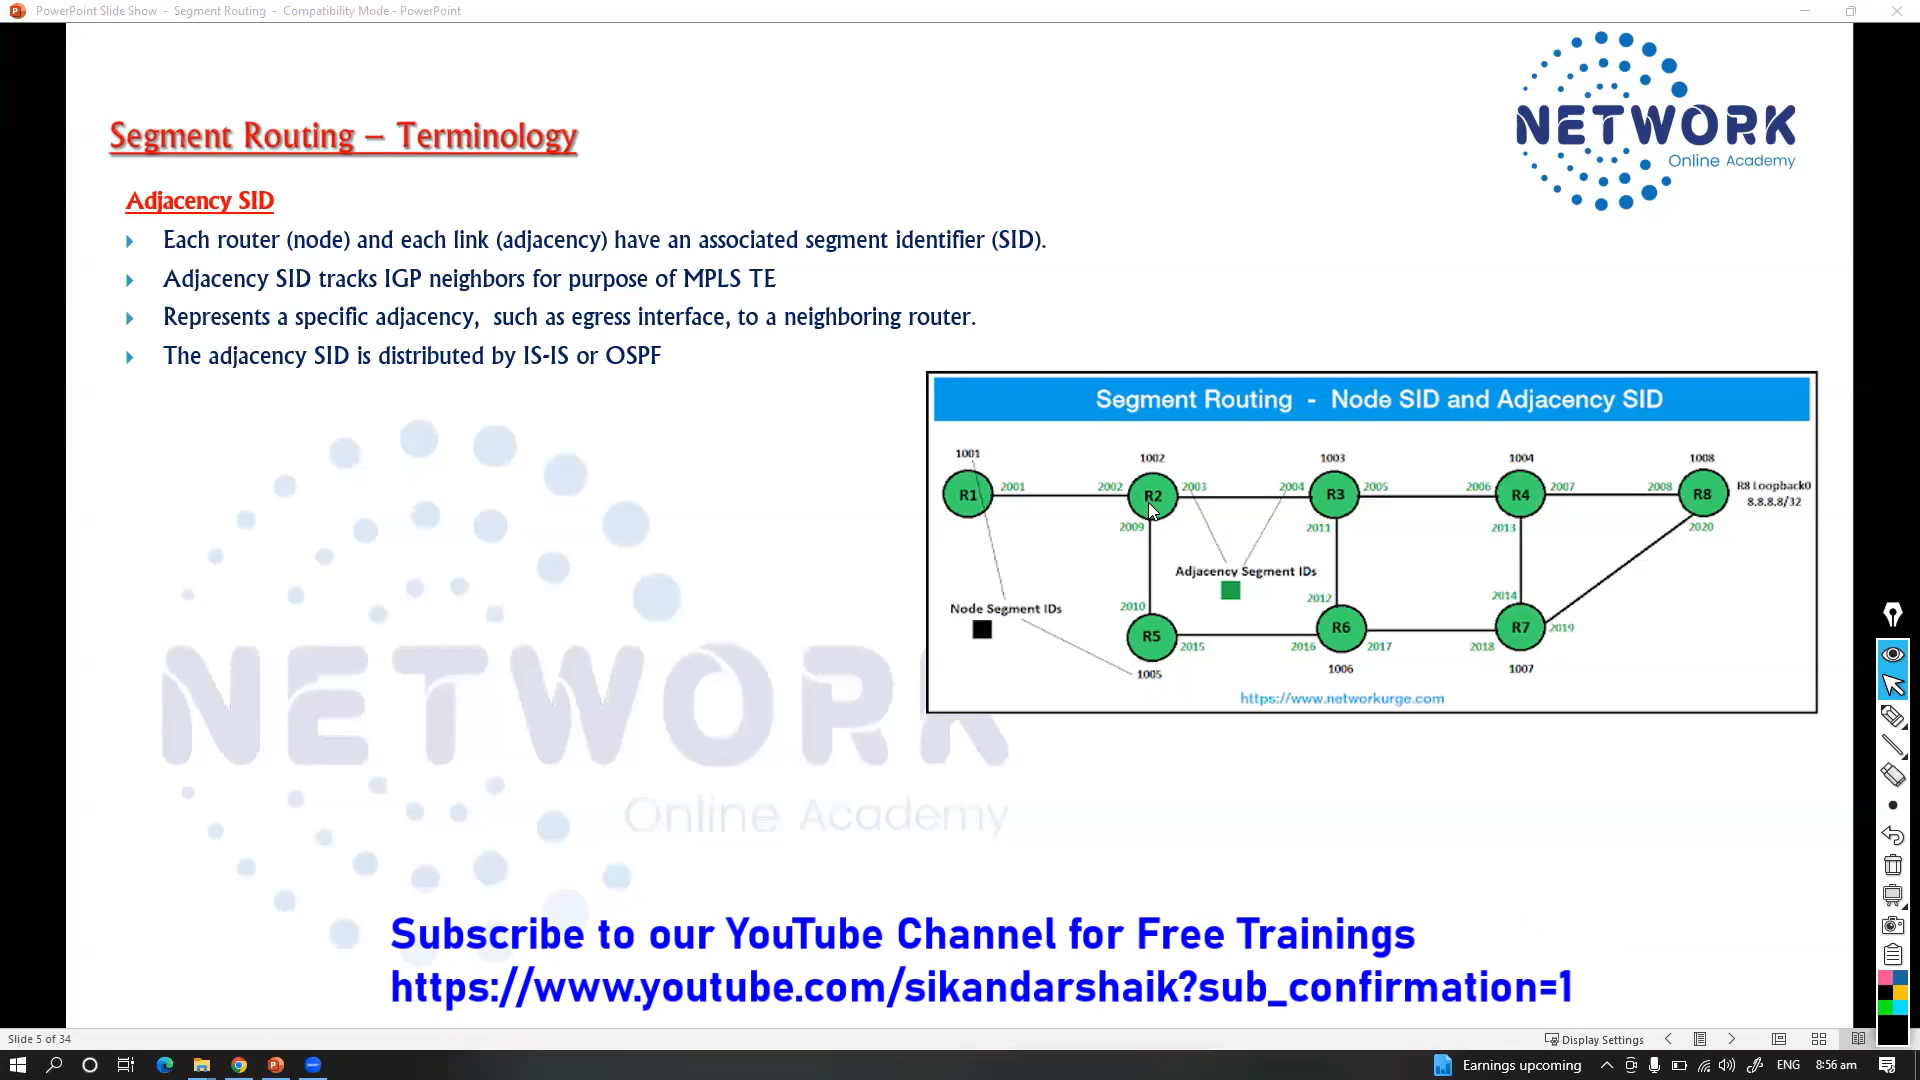 PowerPoint Slide Show - Segment Routing - Compatibility Mode - PowerPoint
NETWORK
Online Academy
Segment Routing – Terminology
Adjacency SID
Each router (node) and each link (adjacency) have an associated segment identifier (SID).
Adjacency SID tracks IGP neighbors for purpose of MPLS TE
Represents a specific adjacency, such as egress interface, to a neighboring router.
The adjacency SID is distributed by IS-IS or OSPF
Segment Routing - Node SID and Adjacency SID
1001 1002 1003 1004 1008
R1 2001 2002 R2 2003 2004 R3 2005 2006 R4 2007 2008 R8 R8 Loopback0
8.8.8.8/32
2009 2011 2013 2020
Adjacency Segment IDs
Node Segment IDs
2010 2012 2014
R5 2015 2016 R6 2017 2018 R7 2019
1005 1006 1007
https://www.networkurge.com
NETWORK
Online Academy
Subscribe to our YouTube Channel for Free Trainings
https://www.youtube.com/sikandarshaik?sub_confirmation=1
Slide 5 of 34
Display Settings
Earnings upcoming
ENG
8:56 am